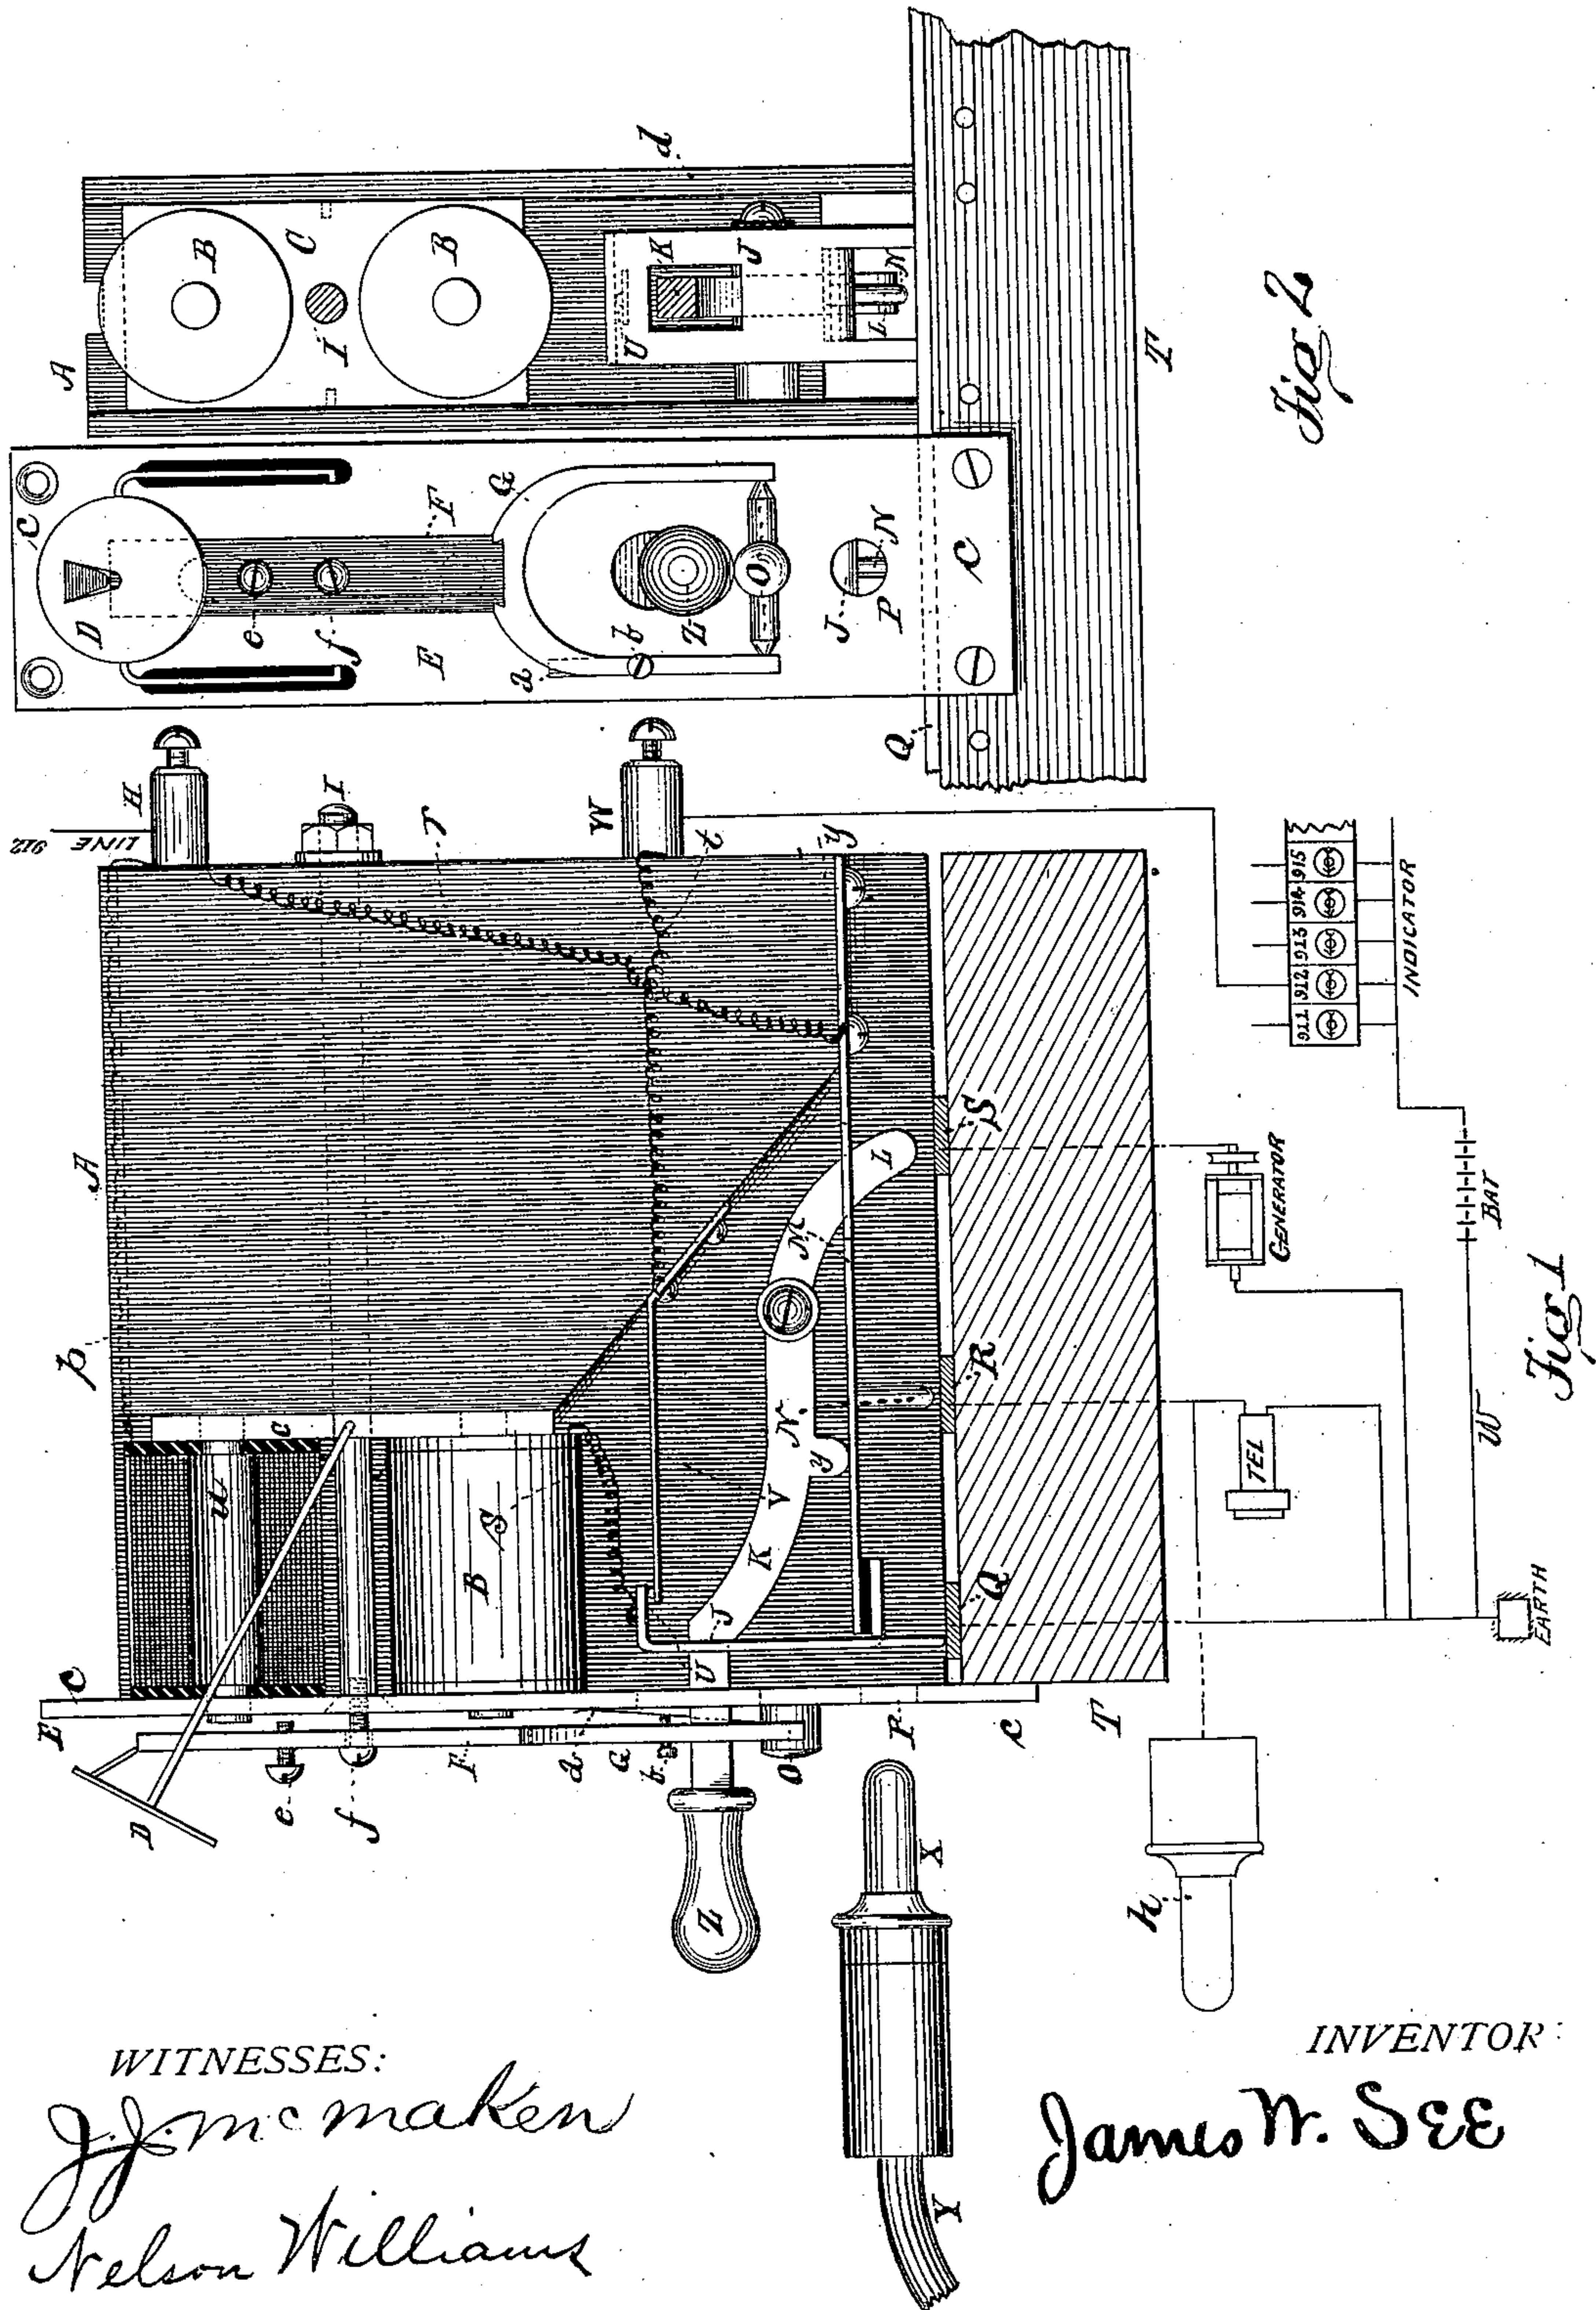 A
C
D
E
F
G
B
C
I
B
d
U
K
J
L
N
a
b
Z
O
J
P
N
C
e
f
Q
T
Fig 2
LINE 912
H
I
r
W
t
y
A
p
C
E
D
e
f
F
a
G
b
O
P
c
u
c
B
S
U
J
K
V
y
N
N
L
S
R
Q
T
Z
X
Y
h
911 912 913 914 915
INDICATOR
GENERATOR
BAT
TEL
W
EARTH
Fig 1
WITNESSES:
J. J. McMaken
Nelson Williams
INVENTOR:
James W. SEE